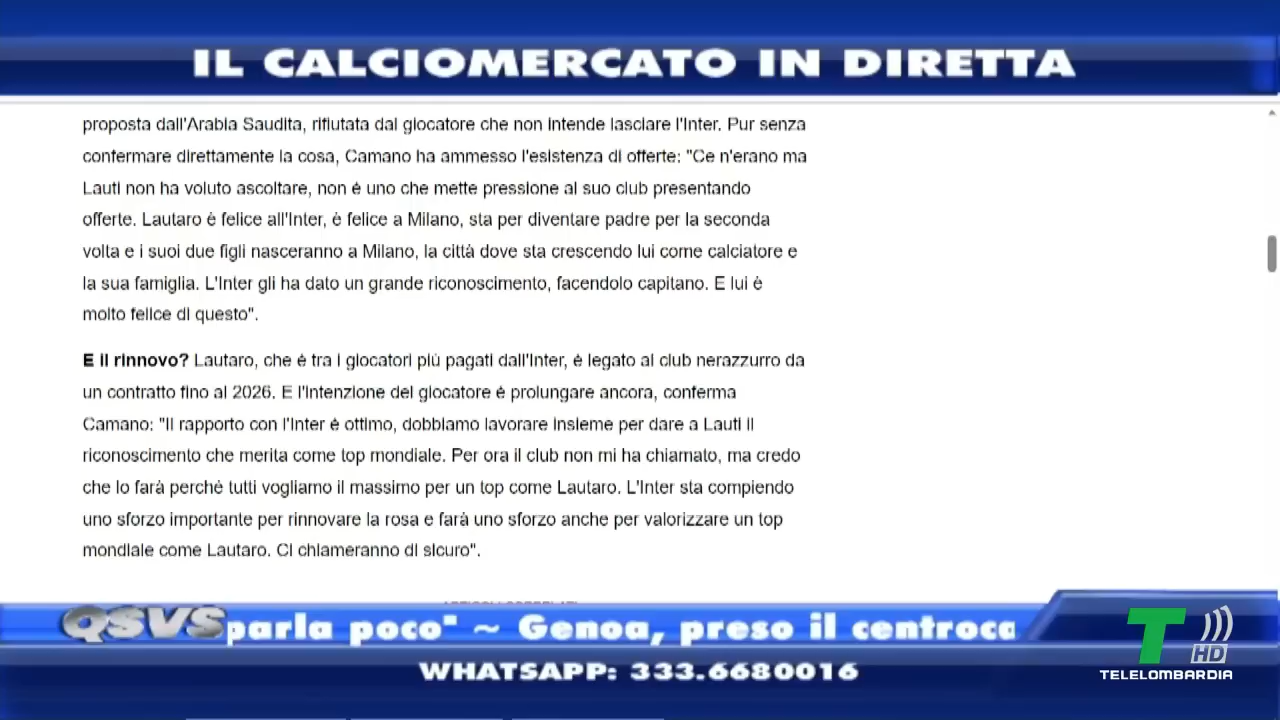 IL CALCIOMERCATO IN DIRETTA
proposta dall'Arabia Saudita, rifiutata dal giocatore che non intende lasciare l'Inter. Pur senza
confermare direttamente la cosa, Camano ha ammesso l'esistenza di offerte: "Ce n'erano ma
Lauti non ha voluto ascoltare, non è uno che mette pressione al suo club presentando
offerte. Lautaro è felice all'Inter, è felice a Milano, sta per diventare padre per la seconda
volta e i suoi due figli nasceranno a Milano, la città dove sta crescendo lui come calciatore e
la sua famiglia. L'Inter gli ha dato un grande riconoscimento, facendolo capitano. E lui è
molto felice di questo".
E il rinnovo? Lautaro, che è tra i giocatori più pagati dall'Inter, è legato al club nerazzurro da
un contratto fino al 2026. E l'intenzione del giocatore è prolungare ancora, conferma
Camano: "Il rapporto con l'Inter è ottimo, dobbiamo lavorare insieme per dare a Lauti il
riconoscimento che merita come top mondiale. Per ora il club non mi ha chiamato, ma credo
che lo farà perché tutti vogliamo il massimo per un top come Lautaro. L'Inter sta compiendo
uno sforzo importante per rinnovare la rosa e farà uno sforzo anche per valorizzare un top
mondiale come Lautaro. Ci chiameranno di sicuro".
QSVS parla poco" ~ Genoa, preso il centroca
WHATSAPP: 333.6680016
T HD
TELELOMBARDIA